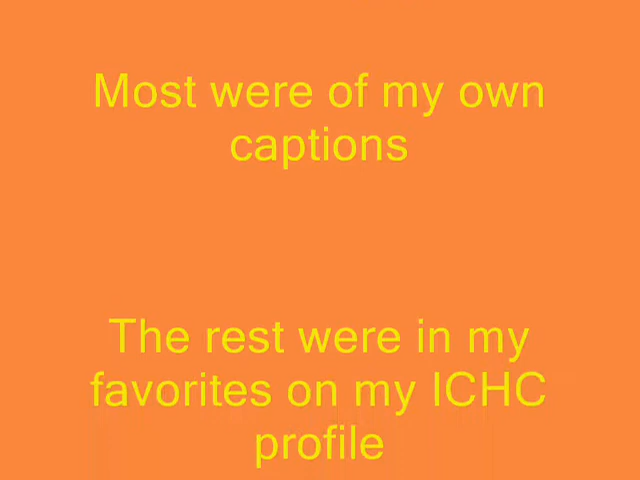 Most were of my own
captions
The rest were in my
favorites on my ICHC
profile